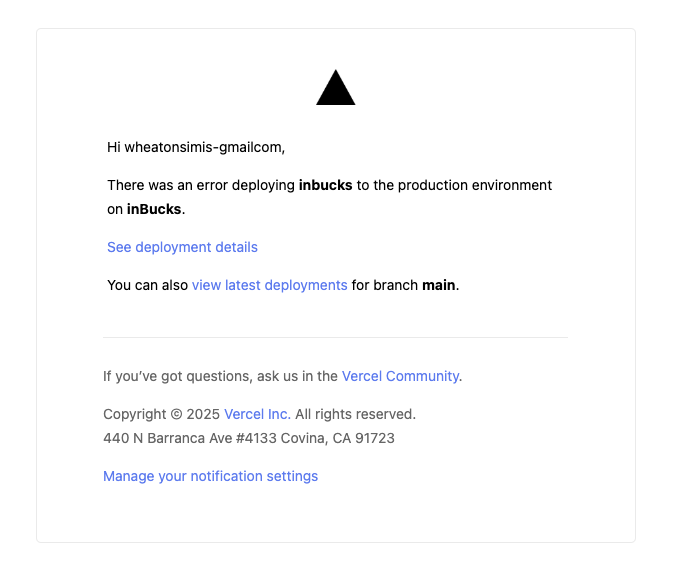 Hi wheatonsimis-gmailcom,
There was an error deploying inbucks to the production environment
on inBucks.
See deployment details
You can also view latest deployments for branch main.
If you've got questions, ask us in the Vercel Community.
Copyright © 2025 Vercel Inc. All rights reserved.
440 N Barranca Ave #4133 Covina, CA 91723
Manage your notification settings